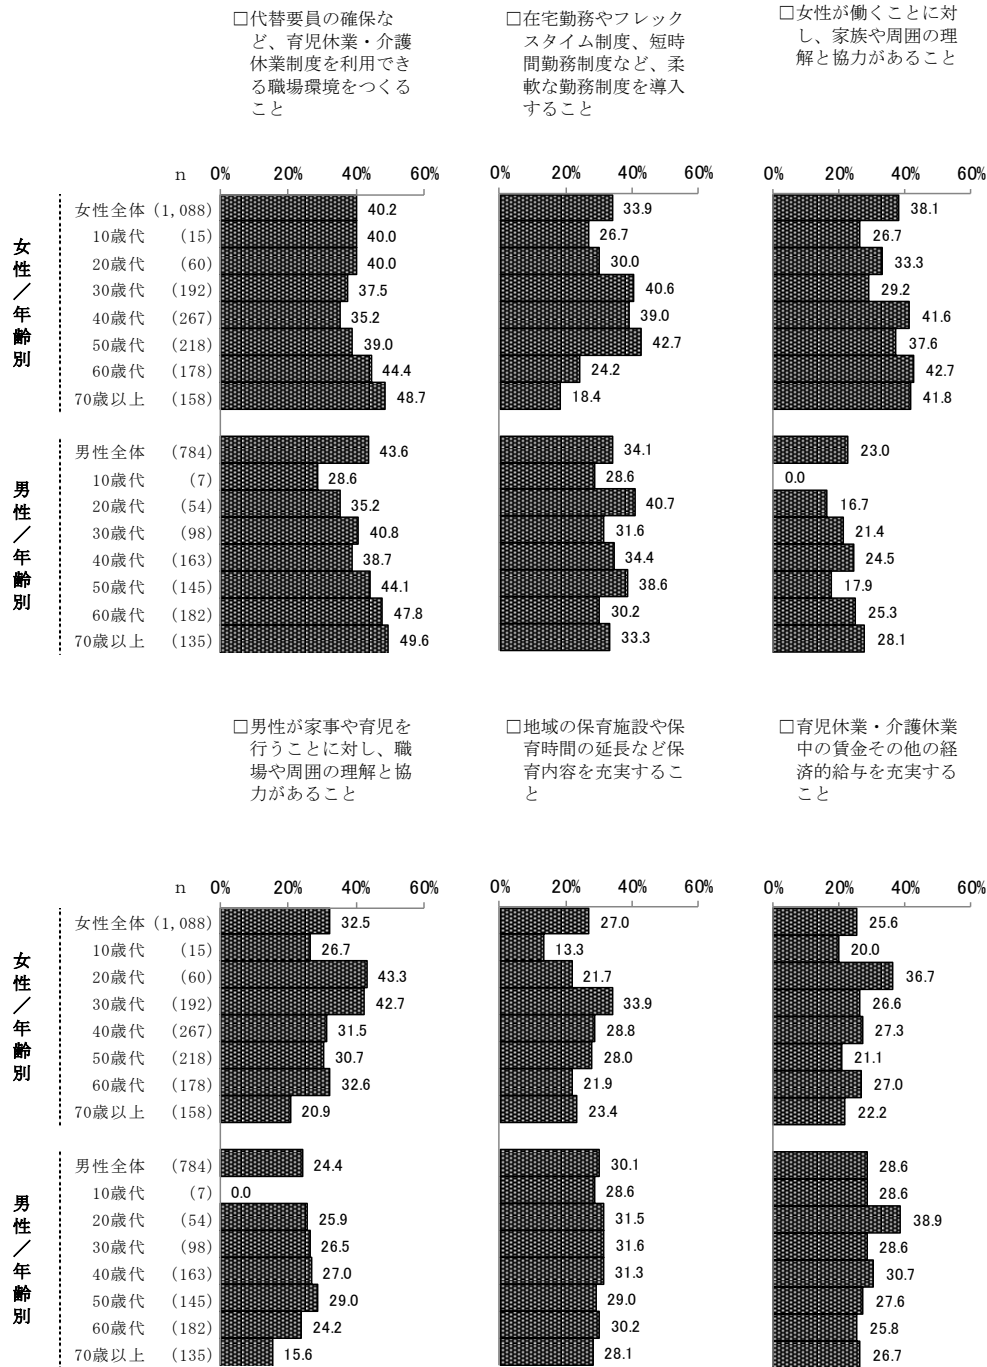 □代替要員の確保な
ど、育児休業・介護
休業制度を利用でき
る職場環境をつくる
こと
□在宅勤務やフレック
スタイム制度、短時
間勤務制度など、柔
軟な勤務制度を導入
すること
□女性が働くことに対
し、家族や周囲の理
解と協力があること
n 0% 20% 40% 60% 0% 20% 40% 60% 0% 20% 40% 60%
女性/年齢別
女性全体 (1,088) 40.2 33.9 38.1
10歳代 (15) 40.0 26.7 26.7
20歳代 (60) 40.0 30.0 33.3
30歳代 (192) 37.5 40.6 29.2
40歳代 (267) 35.2 39.0 41.6
50歳代 (218) 39.0 42.7 37.6
60歳代 (178) 44.4 24.2 42.7
70歳以上 (158) 48.7 18.4 41.8
男性/年齢別
男性全体 (784) 43.6 34.1 23.0
10歳代 (7) 28.6 28.6 0.0
20歳代 (54) 35.2 40.7 16.7
30歳代 (98) 40.8 31.6 21.4
40歳代 (163) 38.7 34.4 24.5
50歳代 (145) 44.1 38.6 17.9
60歳代 (182) 47.8 30.2 25.3
70歳以上 (135) 49.6 33.3 28.1
□男性が家事や育児を
行うことに対し、職
場や周囲の理解と協
力があること
□地域の保育施設や保
育時間の延長など保
育内容を充実するこ
と
□育児休業・介護休業
中の賃金その他の経
済的給与を充実する
こと
n 0% 20% 40% 60% 0% 20% 40% 60% 0% 20% 40% 60%
女性/年齢別
女性全体 (1,088) 32.5 27.0 25.6
10歳代 (15) 26.7 13.3 20.0
20歳代 (60) 43.3 21.7 36.7
30歳代 (192) 42.7 33.9 26.6
40歳代 (267) 31.5 28.8 27.3
50歳代 (218) 30.7 28.0 21.1
60歳代 (178) 32.6 21.9 27.0
70歳以上 (158) 20.9 23.4 22.2
男性/年齢別
男性全体 (784) 24.4 30.1 28.6
10歳代 (7) 0.0 28.6 28.6
20歳代 (54) 25.9 31.5 38.9
30歳代 (98) 26.5 31.6 28.6
40歳代 (163) 27.0 31.3 30.7
50歳代 (145) 29.0 29.0 27.6
60歳代 (182) 24.2 30.2 25.8
70歳以上 (135) 15.6 28.1 26.7